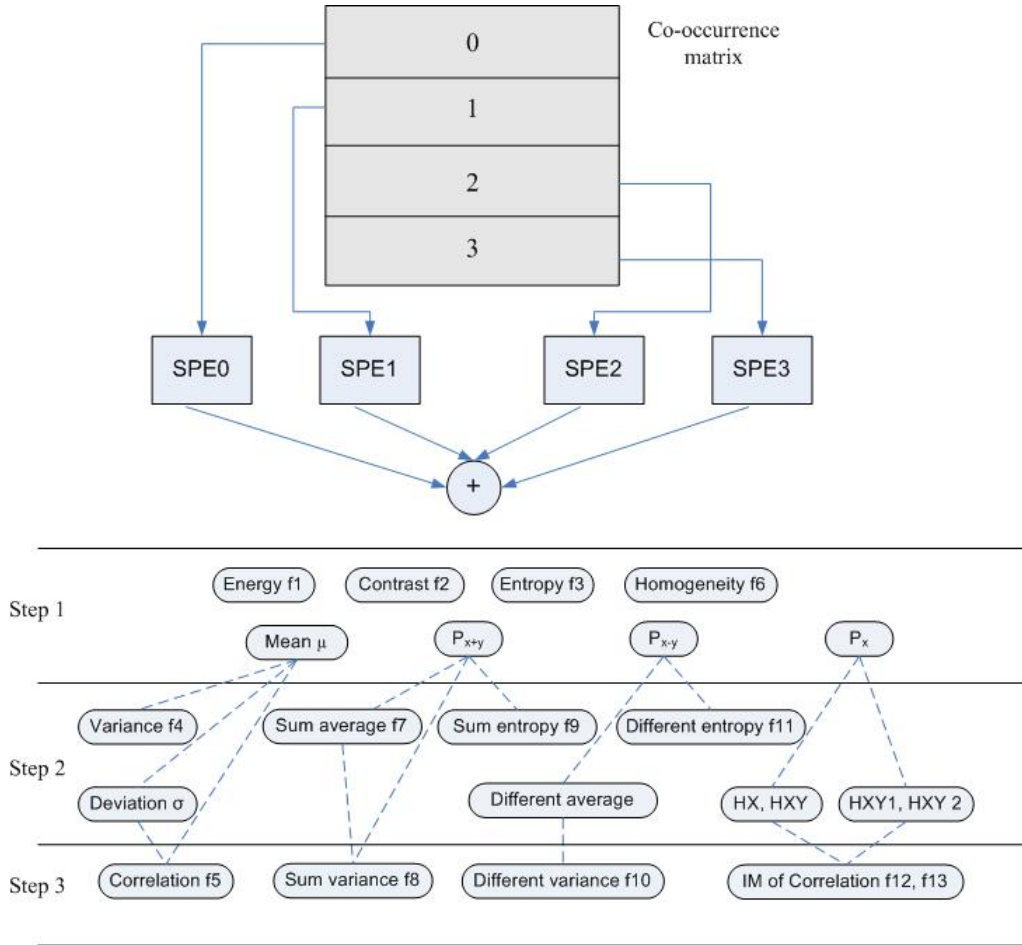 0
Co-occurrence
matrix
1
2
3
SPE0 SPE1 SPE2 SPE3
+
Step 1
Energy f1 Contrast f2 Entropy f3 Homogeneity f6
Mean μ Px+y Px-y Px
Step 2
Variance f4 Sum average f7 Sum entropy f9 Different entropy f11
Deviation σ Different average HX, HXY HXY1, HXY 2
Step 3
Correlation f5 Sum variance f8 Different variance f10 IM of Correlation f12, f13